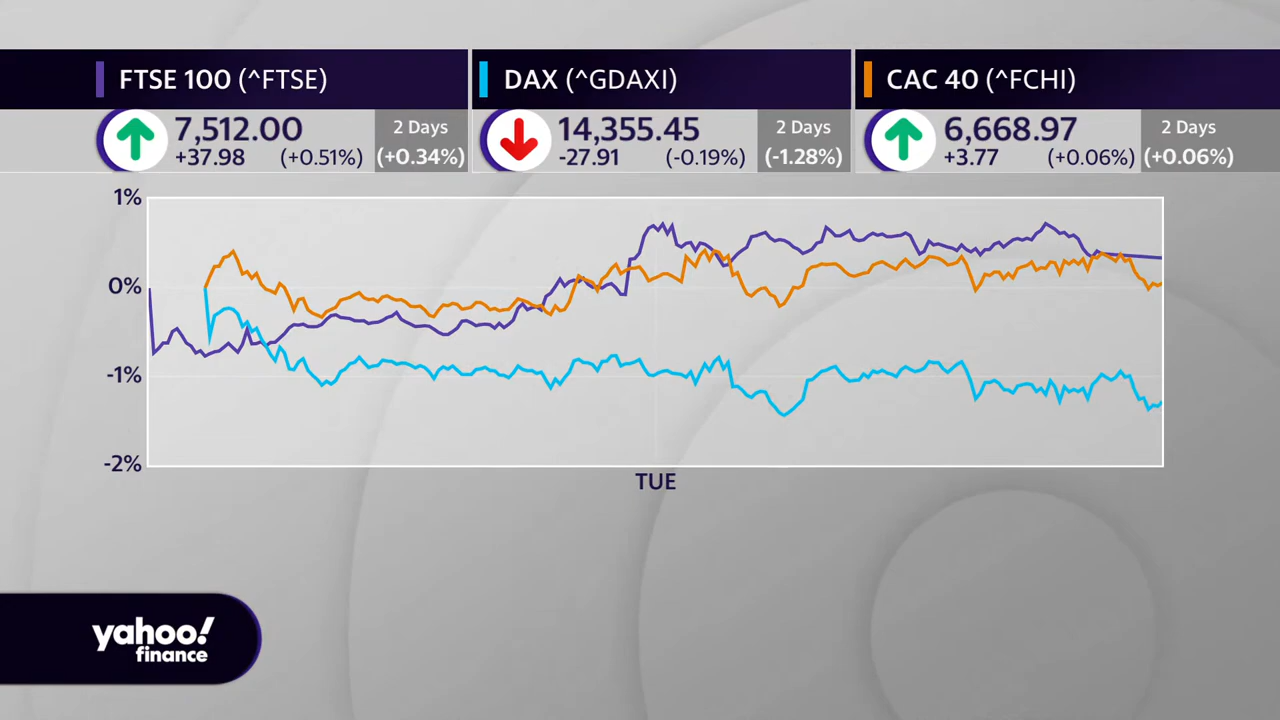 FTSE 100 (^FTSE)
7,512.00
+37.98 (+0.51%)
2 Days
(+0.34%)
DAX (^GDAXI)
14,355.45
-27.91 (-0.19%)
2 Days
(-1.28%)
CAC 40 (^FCHI)
6,668.97
+3.77 (+0.06%)
2 Days
(+0.06%)
1%
0%
-1%
-2%
TUE
yahoo!
finance